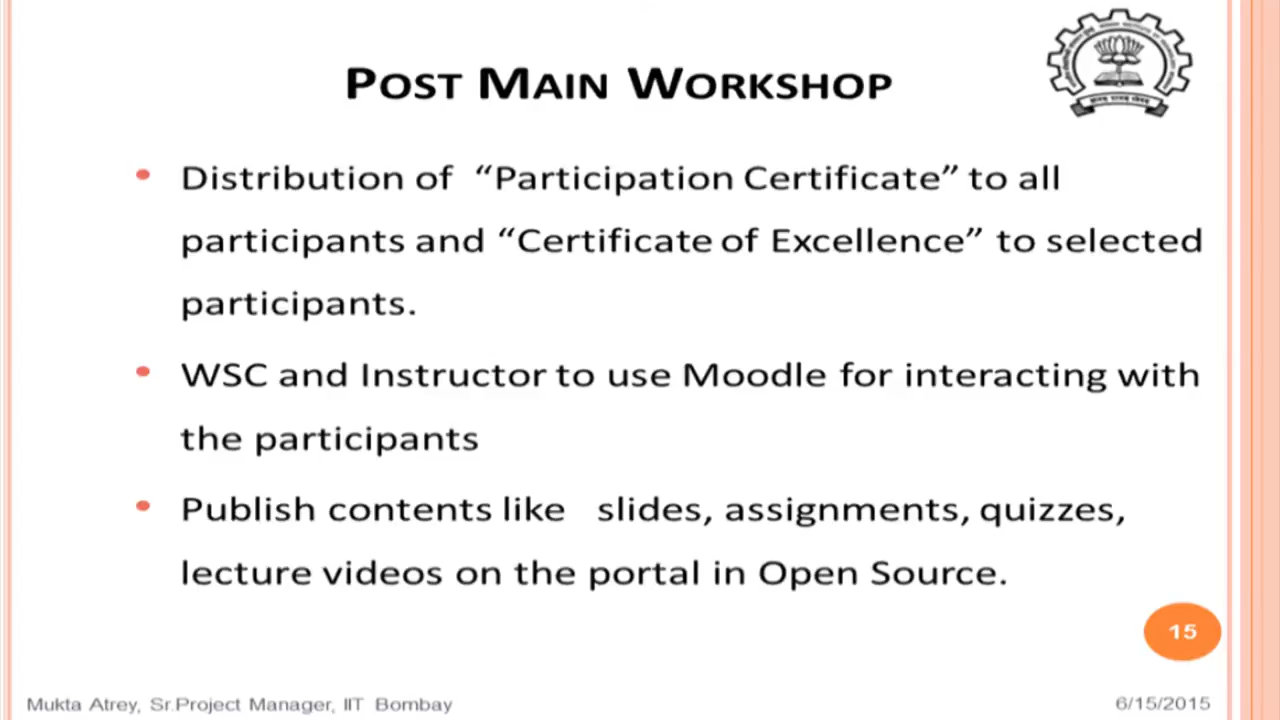 POST MAIN WORKSHOP
Distribution of “Participation Certificate” to all
participants and “Certificate of Excellence” to selected
participants.
WSC and Instructor to use Moodle for interacting with
the participants
Publish contents like slides, assignments, quizzes,
lecture videos on the portal in Open Source.
15
Mukta Atrey, Sr.Project Manager, IIT Bombay
6/15/2015